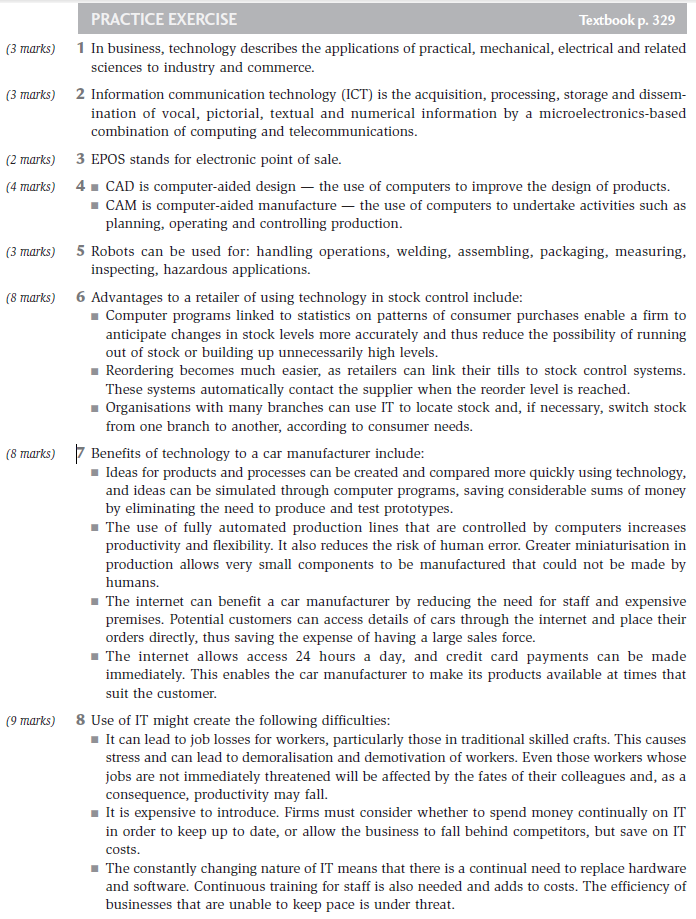 PRACTICE EXERCISE Textbook p. 329
(3 marks) 1 In business, technology describes the applications of practical, mechanical, electrical and related
sciences to industry and commerce.
(3 marks) 2 Information communication technology (ICT) is the acquisition, processing, storage and dissem-
ination of vocal, pictorial, textual and numerical information by a microelectronics-based
combination of computing and telecommunications.
(2 marks) 3 EPOS stands for electronic point of sale.
(4 marks) 4 ■ CAD is computer-aided design — the use of computers to improve the design of products.
■ CAM is computer-aided manufacture — the use of computers to undertake activities such as
planning, operating and controlling production.
(3 marks) 5 Robots can be used for: handling operations, welding, assembling, packaging, measuring,
inspecting, hazardous applications.
(8 marks) 6 Advantages to a retailer of using technology in stock control include:
■ Computer programs linked to statistics on patterns of consumer purchases enable a firm to
anticipate changes in stock levels more accurately and thus reduce the possibility of running
out of stock or building up unnecessarily high levels.
■ Reordering becomes much easier, as retailers can link their tills to stock control systems.
These systems automatically contact the supplier when the reorder level is reached.
■ Organisations with many branches can use IT to locate stock and, if necessary, switch stock
from one branch to another, according to consumer needs.
(8 marks) 7 Benefits of technology to a car manufacturer include:
■ Ideas for products and processes can be created and compared more quickly using technology,
and ideas can be simulated through computer programs, saving considerable sums of money
by eliminating the need to produce and test prototypes.
■ The use of fully automated production lines that are controlled by computers increases
productivity and flexibility. It also reduces the risk of human error. Greater miniaturisation in
production allows very small components to be manufactured that could not be made by
humans.
■ The internet can benefit a car manufacturer by reducing the need for staff and expensive
premises. Potential customers can access details of cars through the internet and place their
orders directly, thus saving the expense of having a large sales force.
■ The internet allows access 24 hours a day, and credit card payments can be made
immediately. This enables the car manufacturer to make its products available at times that
suit the customer.
(9 marks) 8 Use of IT might create the following difficulties:
■ It can lead to job losses for workers, particularly those in traditional skilled crafts. This causes
stress and can lead to demoralisation and demotivation of workers. Even those workers whose
jobs are not immediately threatened will be affected by the fates of their colleagues and, as a
consequence, productivity may fall.
■ It is expensive to introduce. Firms must consider whether to spend money continually on IT
in order to keep up to date, or allow the business to fall behind competitors, but save on IT
costs.
■ The constantly changing nature of IT means that there is a continual need to replace hardware
and software. Continuous training for staff is also needed and adds to costs. The efficiency of
businesses that are unable to keep pace is under threat.